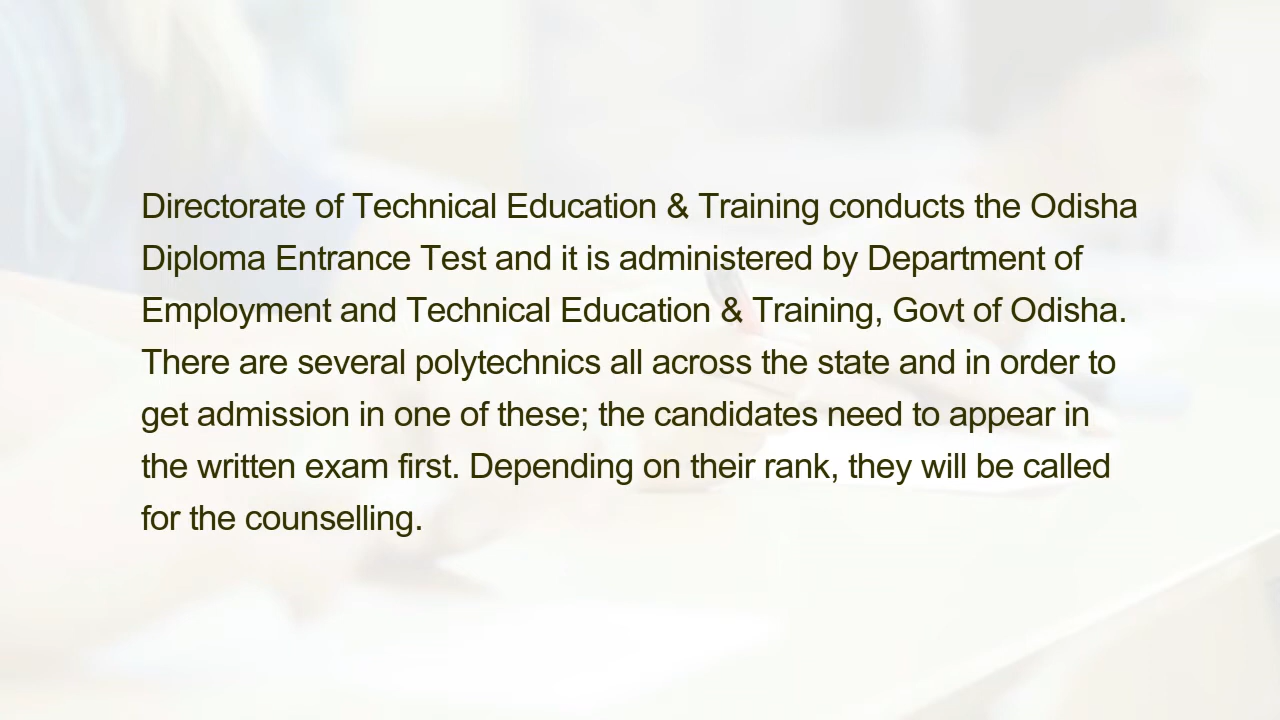 Directorate of Technical Education & Training conducts the Odisha
Diploma Entrance Test and it is administered by Department of
Employment and Technical Education & Training, Govt of Odisha.
There are several polytechnics all across the state and in order to
get admission in one of these; the candidates need to appear in
the written exam first. Depending on their rank, they will be called
for the counselling.